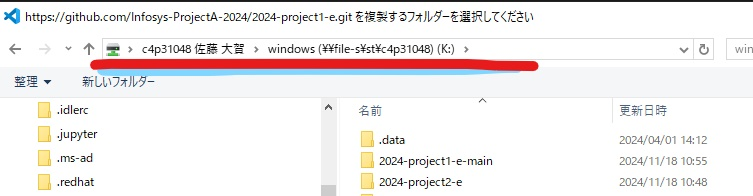 https://github.com/Infosys-ProjectA-2024/2024-project1-e.git を複製するフォルダーを選択してください
c4p31048 佐藤 大賀 > windows (¥¥file-s¥st¥c4p31048) (K:) >
win
整理 新しいフォルダー
名前 更新日時
.idlerc
.jupyter
.ms-ad
.redhat
.data 2024/04/01 14:12
2024-project1-e-main 2024/11/18 10:55
2024-project2-e 2024/11/18 10:48